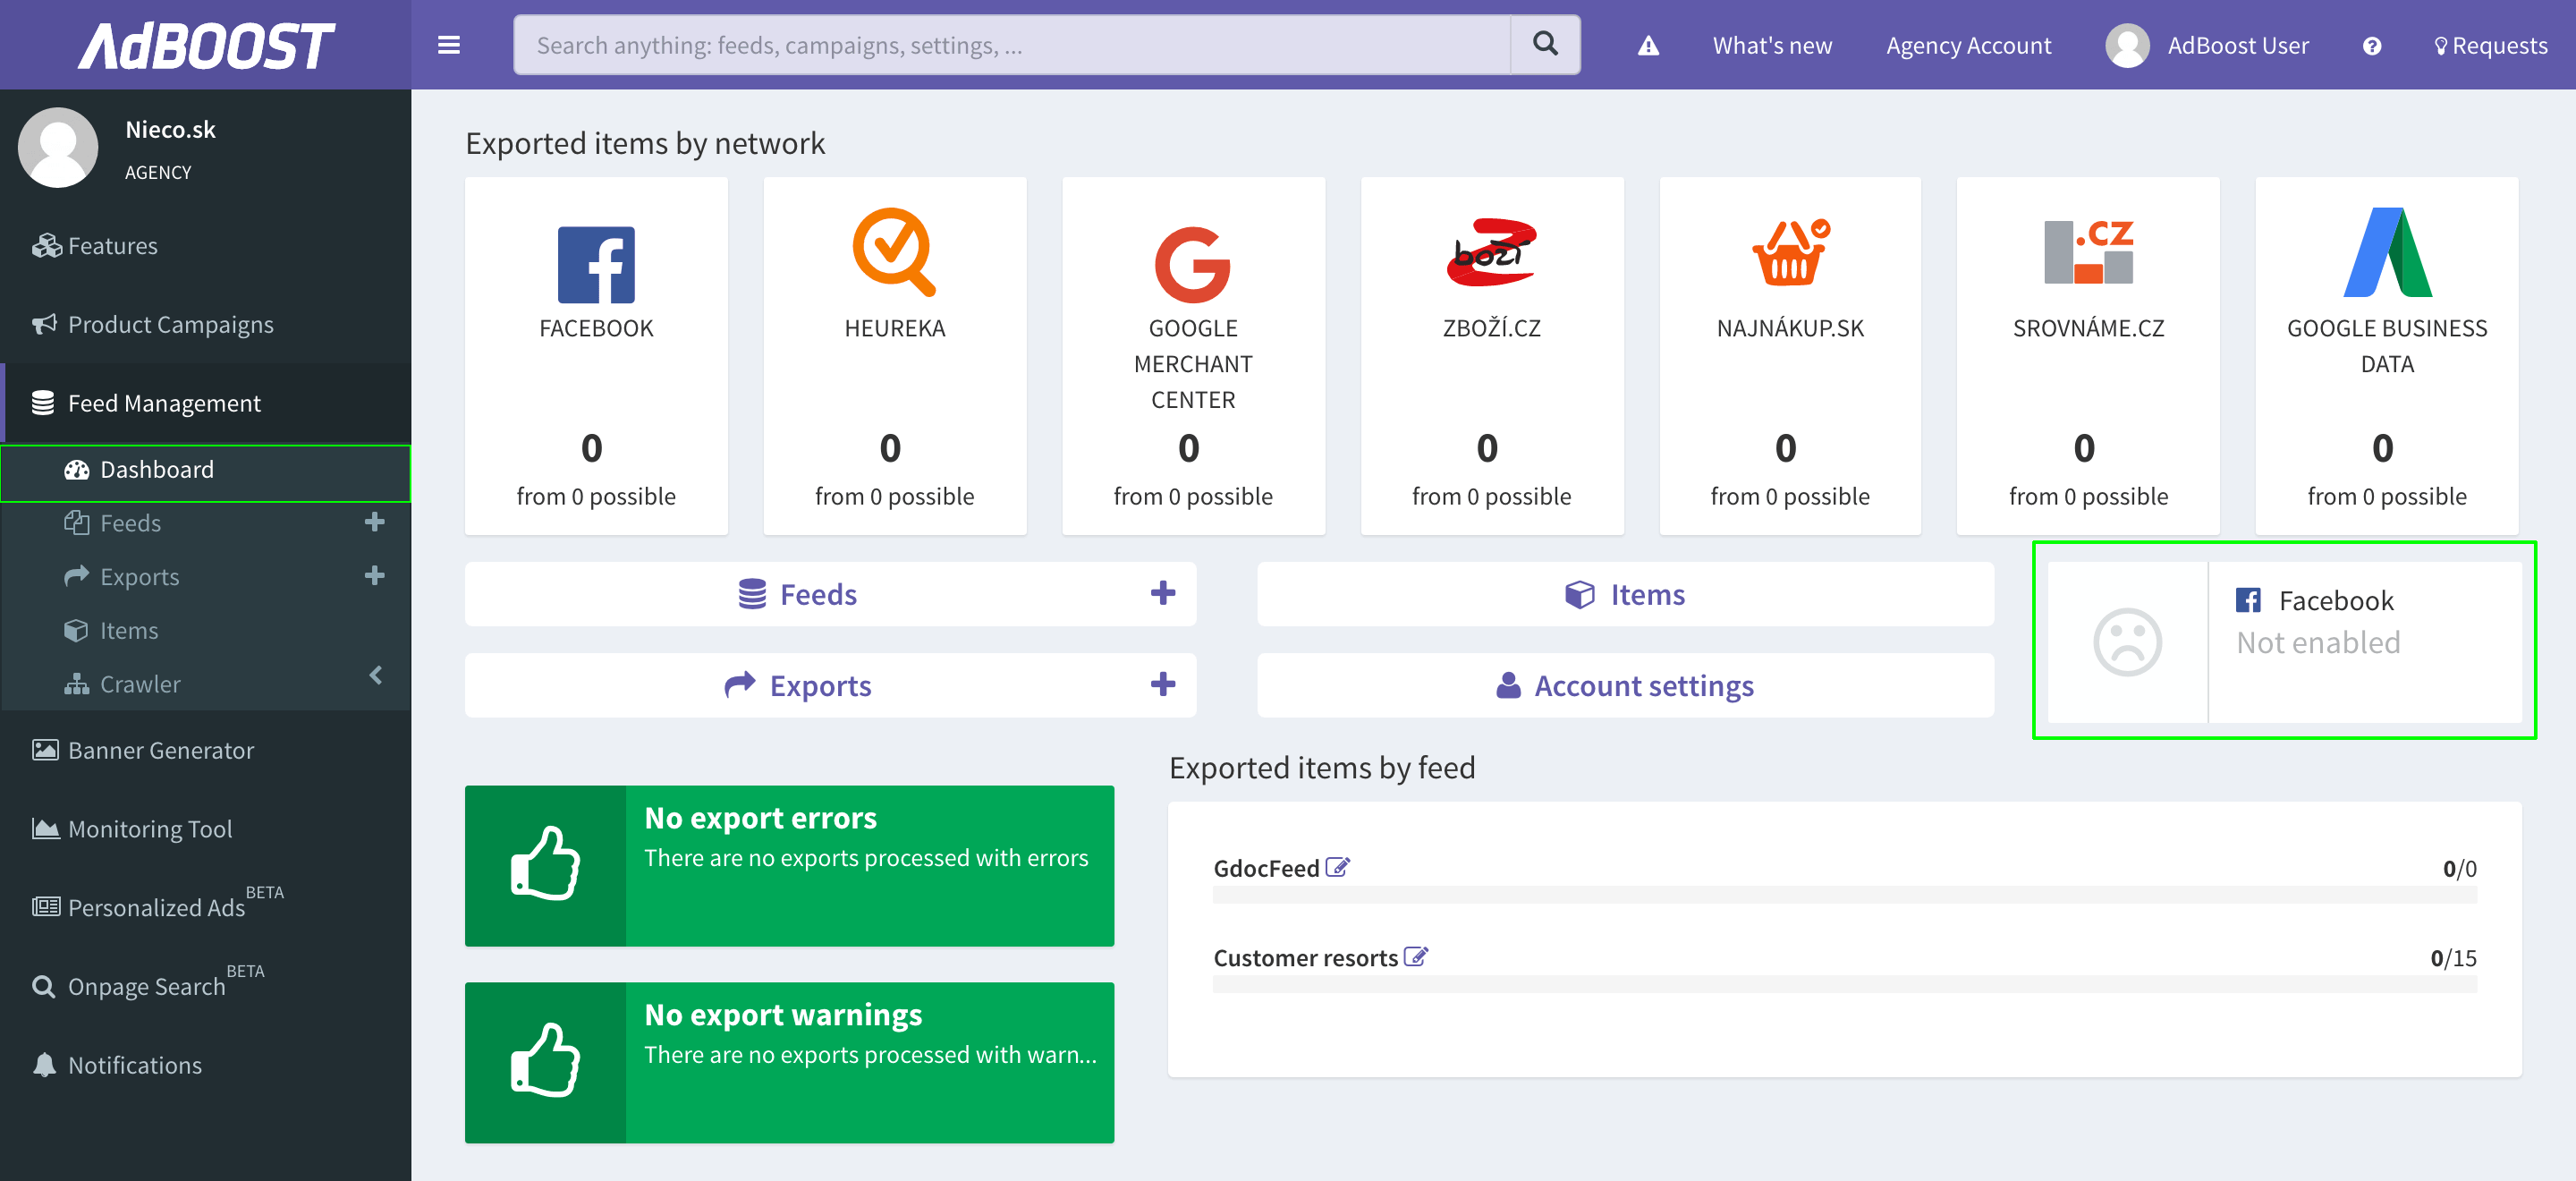 AdBOOST
Search anything: feeds, campaigns, settings, ...
What's new
Agency Account
AdBoost User
Requests
Nieco.sk
AGENCY
Features
Product Campaigns
Feed Management
Dashboard
Feeds
Exports
Items
Crawler
Banner Generator
Monitoring Tool
Personalized Ads BETA
Onpage Search BETA
Notifications
Exported items by network
FACEBOOK
0
from 0 possible
HEUREKA
0
from 0 possible
GOOGLE
MERCHANT
CENTER
0
from 0 possible
boží
ZBOŽÍ.CZ
0
from 0 possible
NAJNÁKUP.SK
0
from 0 possible
.CZ
SROVNÁME.CZ
0
from 0 possible
GOOGLE BUSINESS
DATA
0
from 0 possible
Feeds
Items
Exports
Account settings
Facebook
Not enabled
No export errors
There are no exports processed with errors
No export warnings
There are no exports processed with warn...
Exported items by feed
GdocFeed
0/0
Customer resorts
0/15